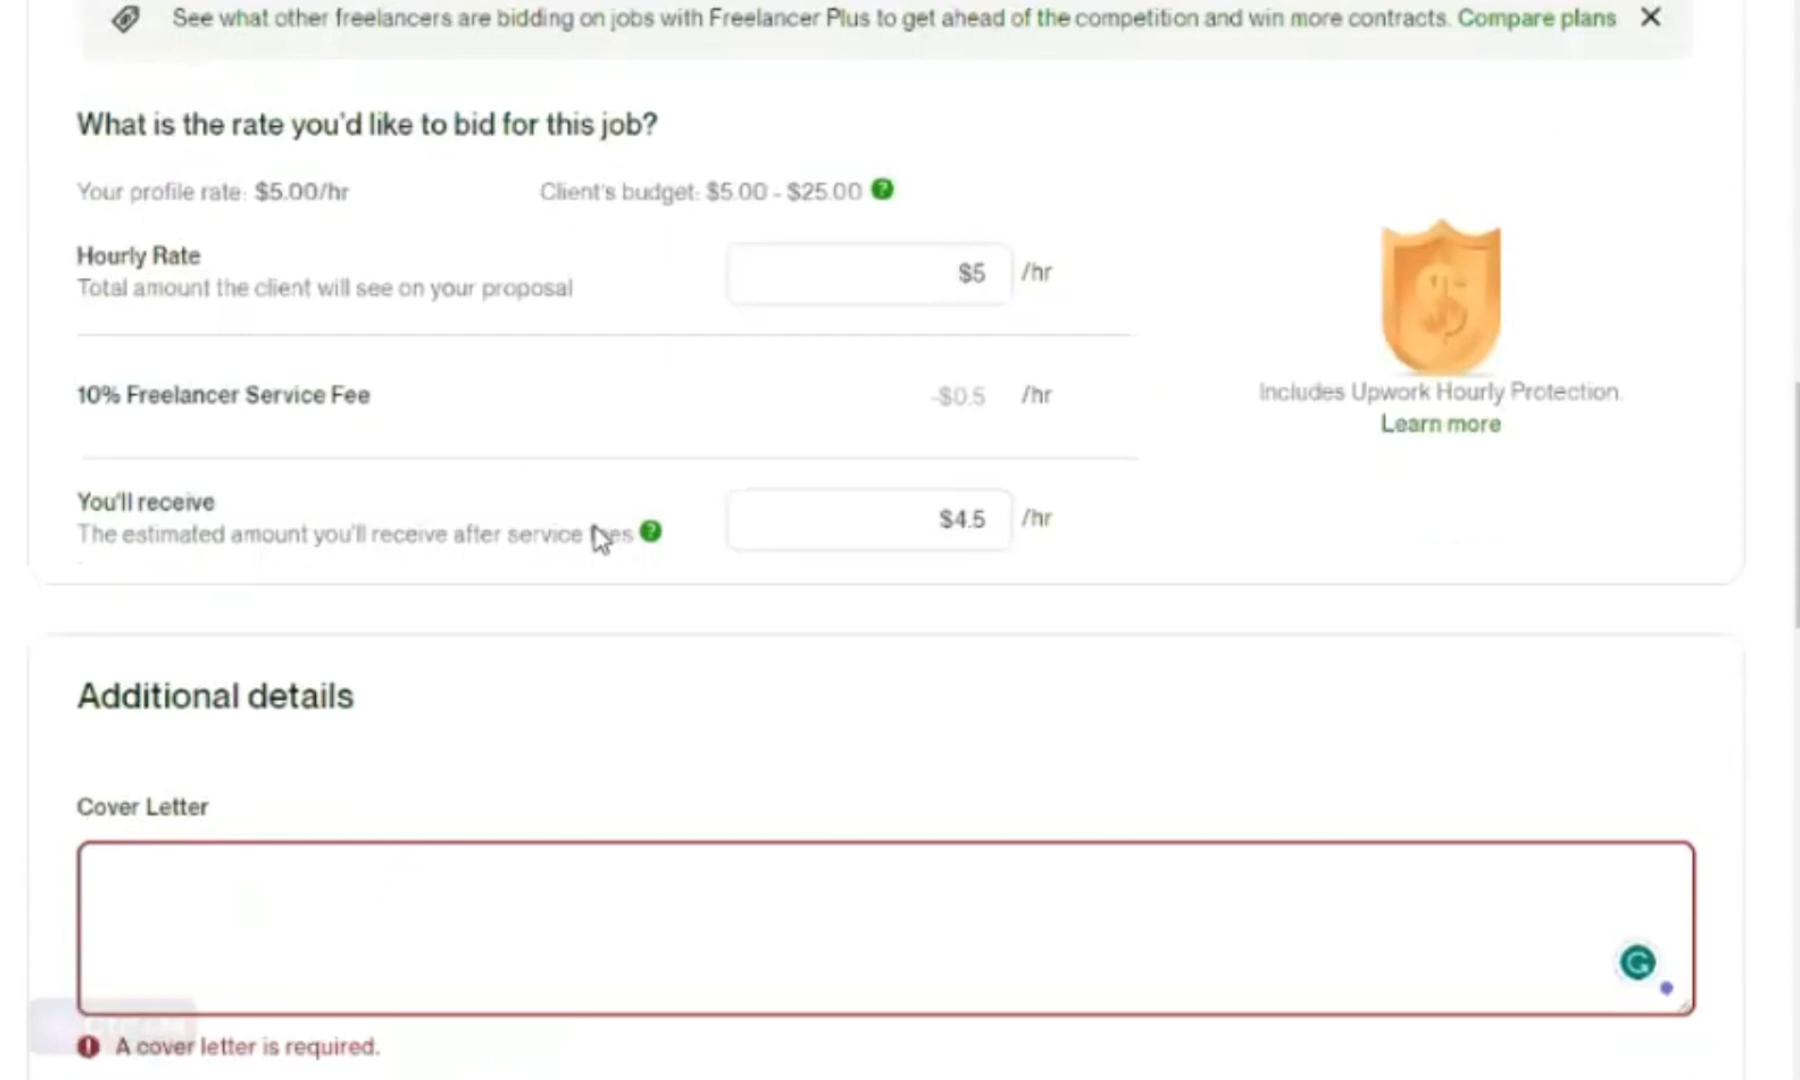 See what other freelancers are bidding on jobs with Freelancer Plus to get ahead of the competition and win more contracts. Compare plans
What is the rate you'd like to bid for this job?
Your profile rate: $5.00/hr
Client's budget: $5.00 - $25.00
Hourly Rate
Total amount the client will see on your proposal
$5 /hr
10% Freelancer Service Fee
-$0.5 /hr
Includes Upwork Hourly Protection.
Learn more
You'll receive
The estimated amount you'll receive after service
$4.5 /hr
Additional details
Cover Letter
A cover letter is required.